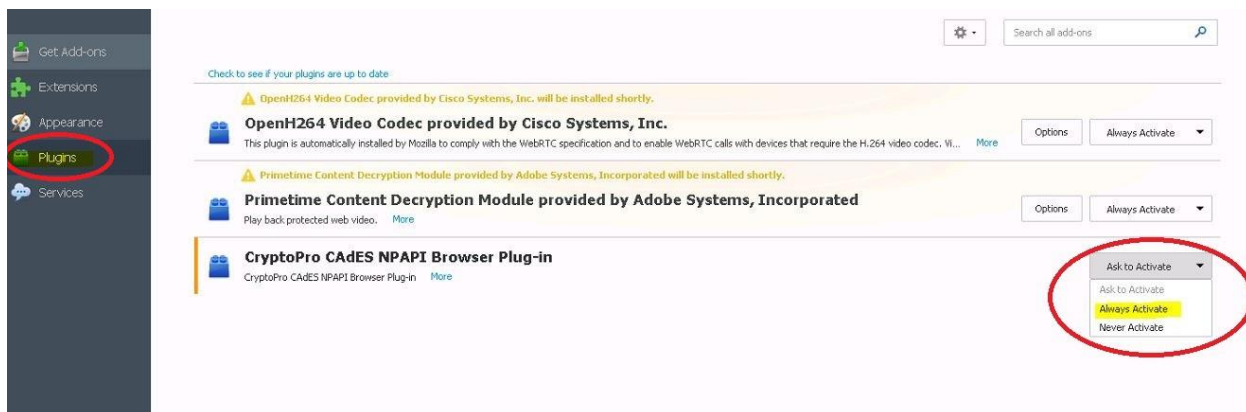 Search all add-ons
Get Add-ons
Extensions
Appearance
Plugins
Services
Check to see if your plugins are up to date
OpenH264 Video Codec provided by Cisco Systems, Inc. will be installed shortly.
OpenH264 Video Codec provided by Cisco Systems, Inc.
This plugin is automatically installed by Mozilla to comply with the WebRTC specification and to enable WebRTC calls with devices that require the H.264 video codec. Vi... More
Options Always Activate
Primetime Content Decryption Module provided by Adobe Systems, Incorporated will be installed shortly.
Primetime Content Decryption Module provided by Adobe Systems, Incorporated
Play back protected web video. More
Options Always Activate
CryptoPro CAdES NPAPI Browser Plug-in
CryptoPro CAdES NPAPI Browser Plug-in More
Ask to Activate
Ask to Activate
Always Activate
Never Activate